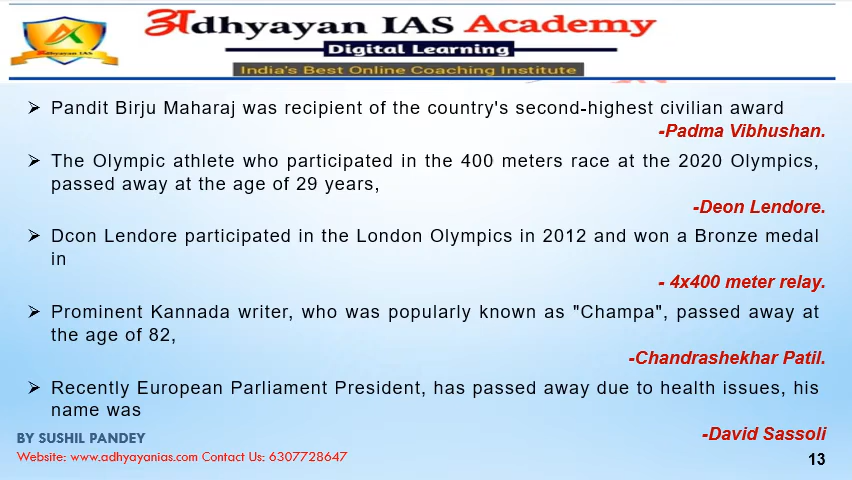 अdhyayan IAS Academy
Adhyayan IAS
Digital Learning
India's Best Online Coaching Institute
➢ Pandit Birju Maharaj was recipient of the country's second-highest civilian award
-Padma Vibhushan.
➢ The Olympic athlete who participated in the 400 meters race at the 2020 Olympics,
passed away at the age of 29 years,
-Deon Lendore.
➢ Dcon Lendore participated in the London Olympics in 2012 and won a Bronze medal
in
- 4x400 meter relay.
➢ Prominent Kannada writer, who was popularly known as "Champa", passed away at
the age of 82,
-Chandrashekhar Patil.
➢ Recently European Parliament President, has passed away due to health issues, his
name was
-David Sassoli
BY SUSHIL PANDEY
Website: www.adhyayanias.com Contact Us: 6307728647
13